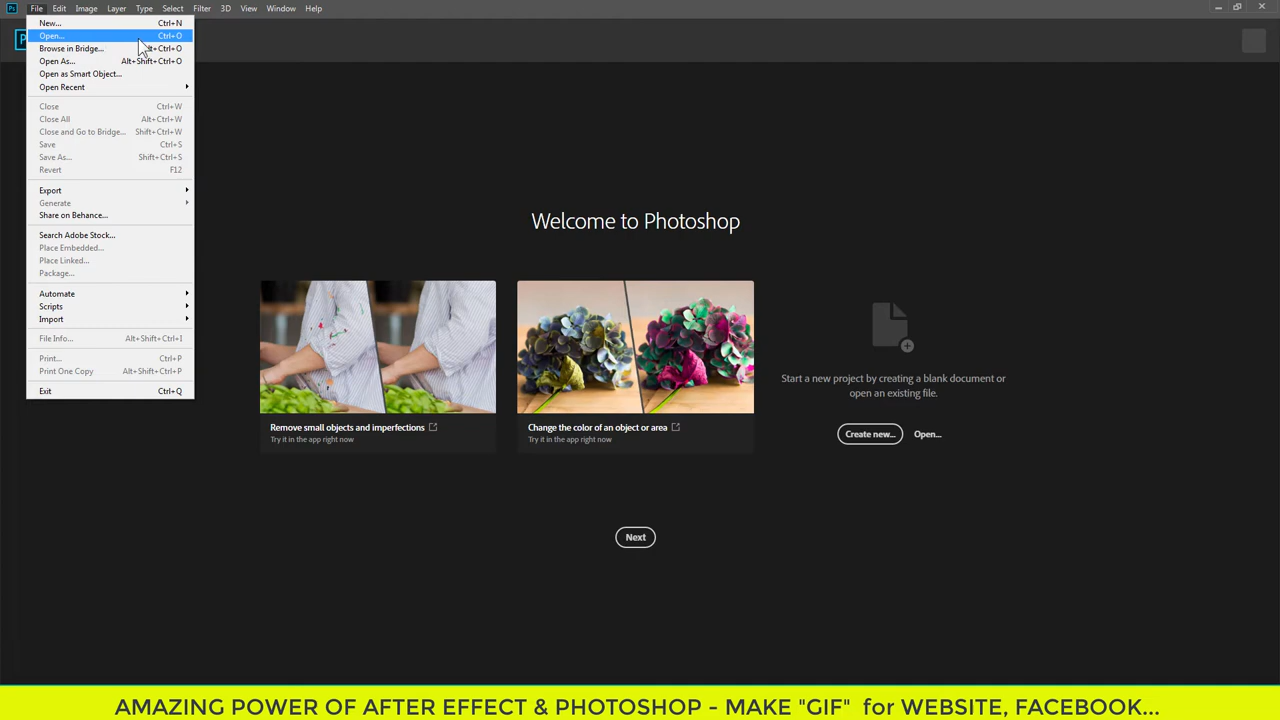 Ps File Edit Image Layer Type Select Filter 3D View Window Help
New... Ctrl+N
Open... Ctrl+O
Browse in Bridge... Ctrl+O
Open As... Alt+Shift+Ctrl+O
Open as Smart Object...
Open Recent
Close Ctrl+W
Close All Alt+Ctrl+W
Close and Go to Bridge... Shift+Ctrl+W
Save Ctrl+S
Save As... Shift+Ctrl+S
Revert F12
Export
Generate
Share on Behance...
Search Adobe Stock...
Place Embedded...
Place Linked...
Package...
Automate
Scripts
Import
File Info... Alt+Shift+Ctrl+I
Print... Ctrl+P
Print One Copy Alt+Shift+Ctrl+P
Exit Ctrl+Q
Welcome to Photoshop
Remove small objects and imperfections
Try it in the app right now
Change the color of an object or area
Try it in the app right now
Start a new project by creating a blank document or
open an existing file.
Create new... Open...
Next
AMAZING POWER OF AFTER EFFECT & PHOTOSHOP - MAKE "GIF" for WEBSITE, FACEBOOK...